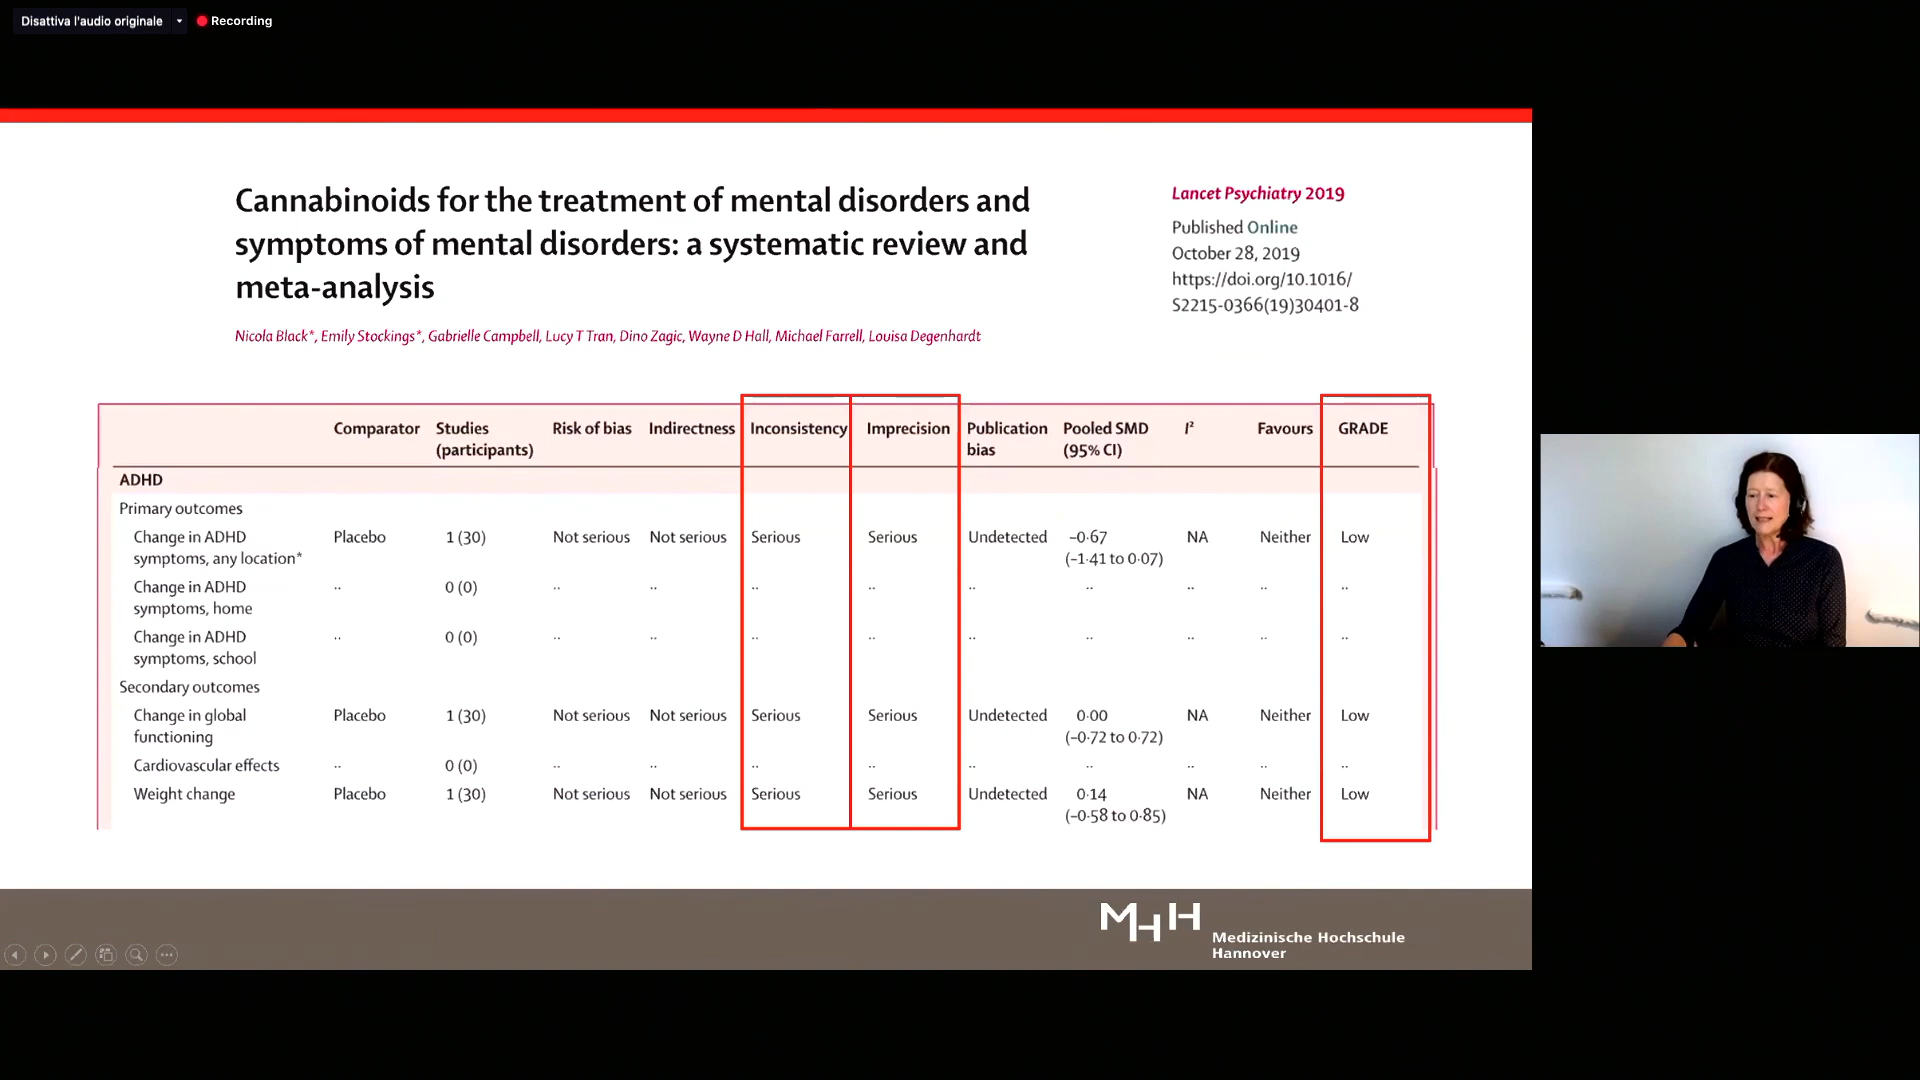 Disattiva l'audio originale
Recording
Cannabinoids for the treatment of mental disorders and
symptoms of mental disorders: a systematic review and
meta-analysis
Nicola Black*, Emily Stockings*, Gabrielle Campbell, Lucy T Tran, Dino Zagic, Wayne D Hall, Michael Farrell, Louisa Degenhardt
Lancet Psychiatry 2019
Published Online
October 28, 2019
https://doi.org/10.1016/
S2215-0366(19)30401-8
Comparator Studies (participants) Risk of bias Indirectness Inconsistency Imprecision Publication bias Pooled SMD (95% CI) I² Favours GRADE
ADHD
Primary outcomes
Change in ADHD Placebo 1 (30) Not serious Not serious Serious Serious Undetected –0·67 NA Neither Low
symptoms, any location* (–1·41 to 0·07)
Change in ADHD ·· 0 (0) ·· ·· ·· ·· ·· ·· ·· ·· ··
symptoms, home
Change in ADHD ·· 0 (0) ·· ·· ·· ·· ·· ·· ·· ·· ··
symptoms, school
Secondary outcomes
Change in global Placebo 1 (30) Not serious Not serious Serious Serious Undetected 0·00 NA Neither Low
functioning (–0·72 to 0·72)
Cardiovascular effects ·· 0 (0) ·· ·· ·· ·· ·· ·· ·· ·· ··
Weight change Placebo 1 (30) Not serious Not serious Serious Serious Undetected 0·14 NA Neither Low
(–0·58 to 0·85)
MHH
Medizinische Hochschule
Hannover